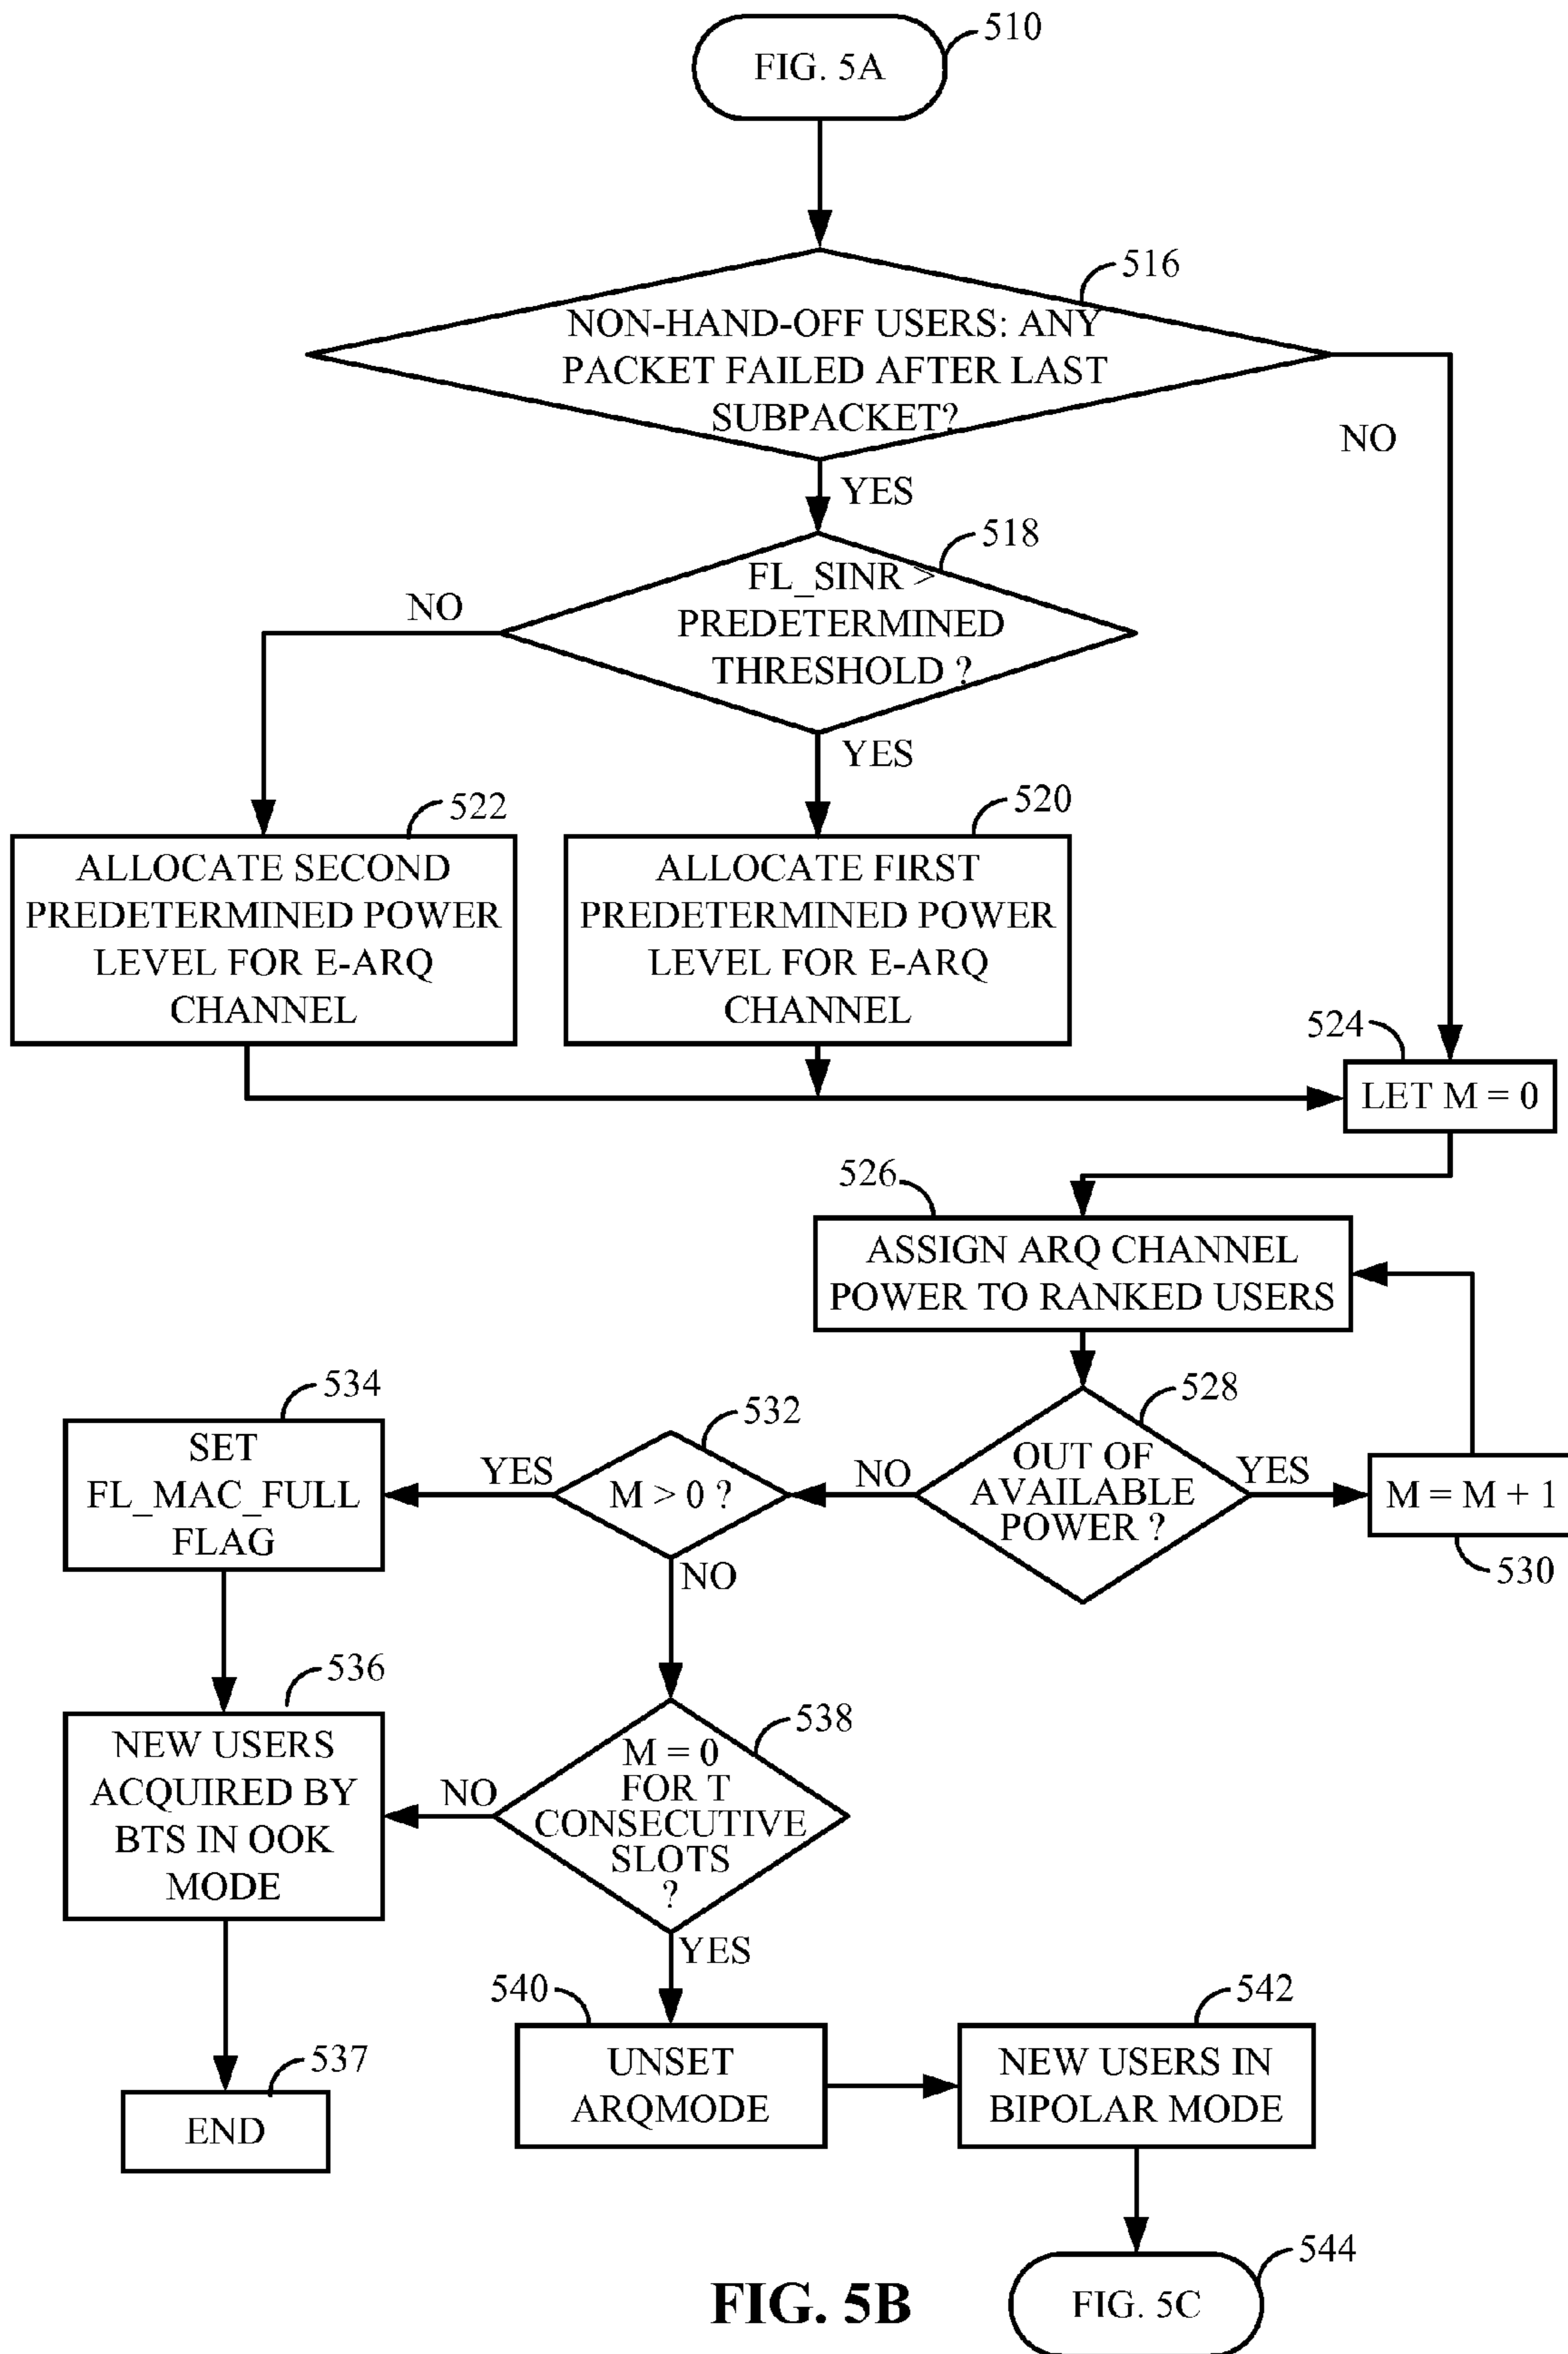 FIG. 5A
510
516
NON-HAND-OFF USERS: ANY
PACKET FAILED AFTER LAST
SUBPACKET?
NO
YES
518
FL_SINR >
PREDETERMINED
THRESHOLD ?
NO
YES
522
ALLOCATE SECOND
PREDETERMINED POWER
LEVEL FOR E-ARQ
CHANNEL
520
ALLOCATE FIRST
PREDETERMINED POWER
LEVEL FOR E-ARQ
CHANNEL
524
LET M = 0
526
ASSIGN ARQ CHANNEL
POWER TO RANKED USERS
528
OUT OF
AVAILABLE
POWER ?
YES
M = M + 1
530
NO
532
M > 0 ?
YES
534
SET
FL_MAC_FULL
FLAG
NO
536
NEW USERS
ACQUIRED BY
BTS IN OOK
MODE
538
M = 0
FOR T
CONSECUTIVE
SLOTS
?
NO
YES
537
END
540
UNSET
ARQMODE
542
NEW USERS IN
BIPOLAR MODE
544
FIG. 5C
FIG. 5B